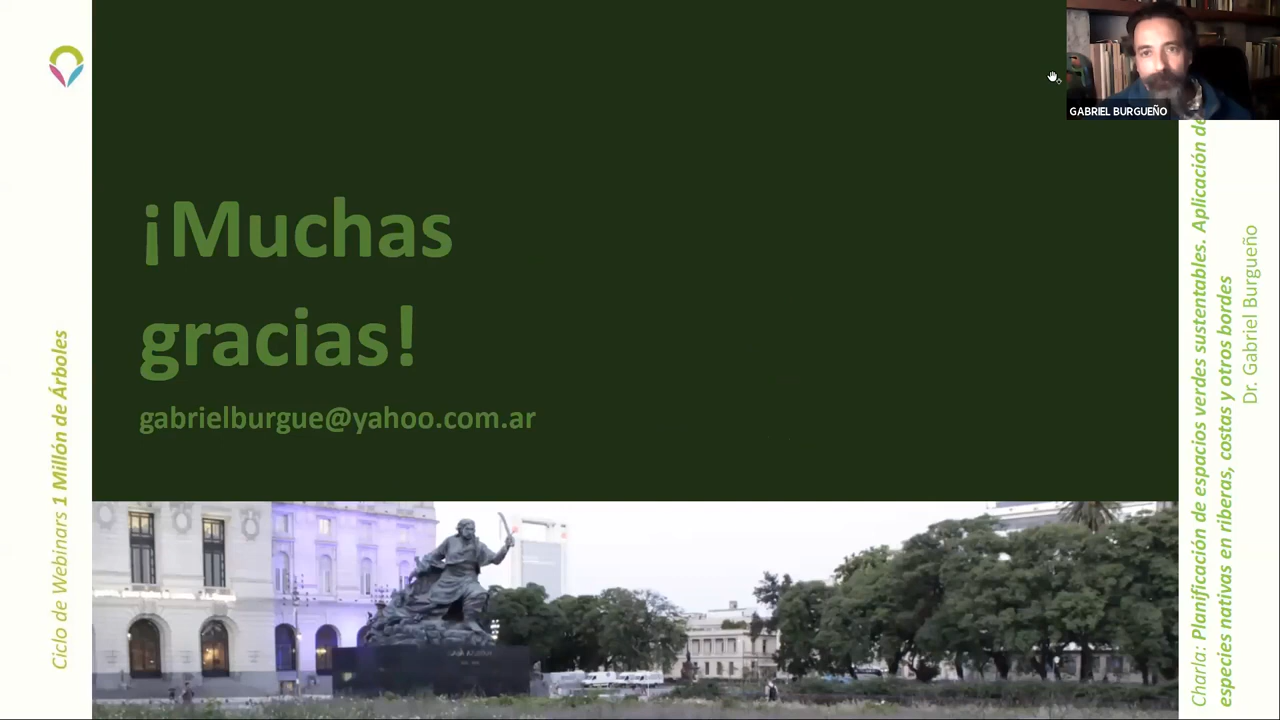 Ciclo de Webinars 1 Millón de Árboles
¡Muchas
gracias!
gabrielburgue@yahoo.com.ar
GABRIEL BURGUEÑO
Charla: Planificación de espacios verdes sustentables. Aplicación de
especies nativas en riberas, costas y otros bordes
Dr. Gabriel Burgueño